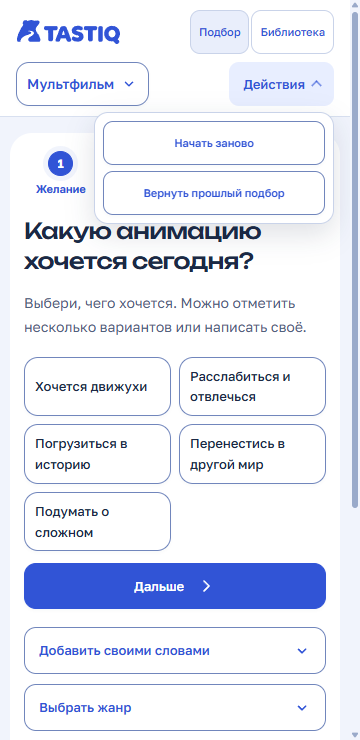 TASTIQ
Подбор
Библиотека
Мультфильм
Действия
Начать заново
Вернуть прошлый подбор
1
Желание
Какую анимацию
хочется сегодня?
Выбери, чего хочется. Можно отметить
несколько вариантов или написать своё.
Хочется движухи
Расслабиться и
отвлечься
Погрузиться в
историю
Перенестись в
другой мир
Подумать о
сложном
Дальше
Добавить своими словами
Выбрать жанр